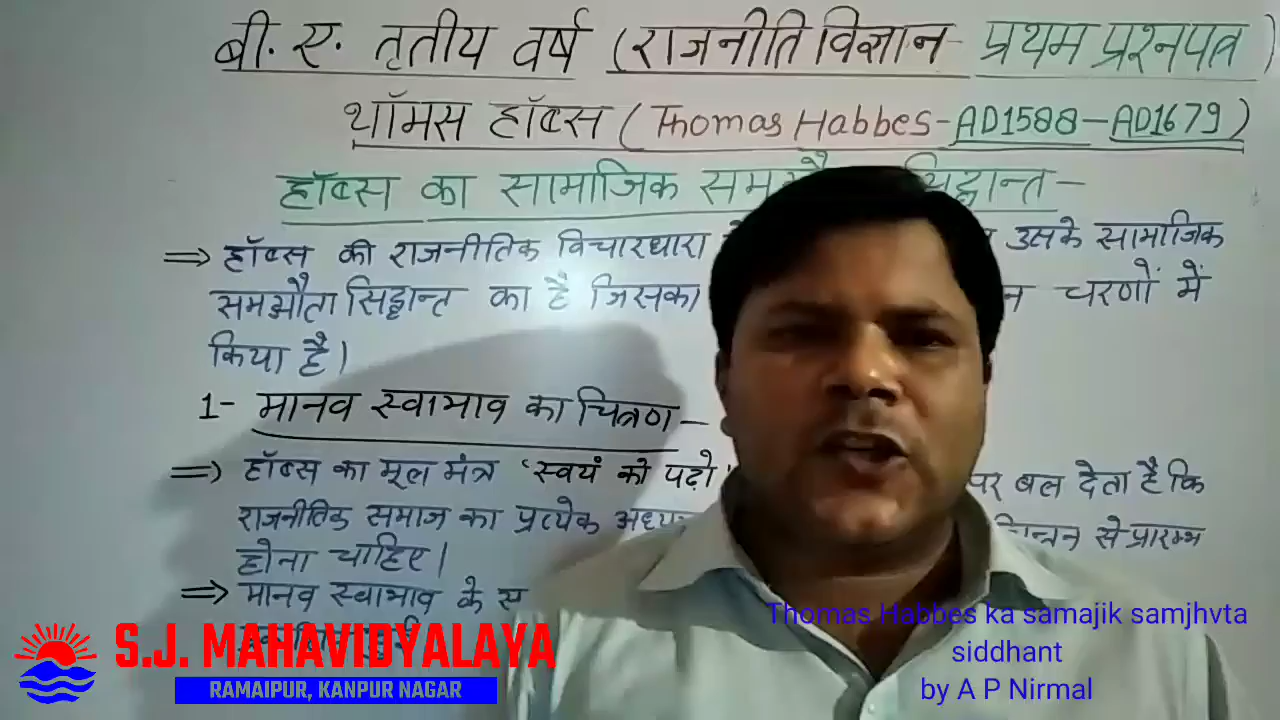 बी. ए. तृतीय वर्ष (राजनीति विज्ञान - प्रथम प्रश्नपत्र)
थॉमस हॉब्स (Thomas Habbes-AD1588-AD1679)
हॉब्स का सामाजिक समझौ सिद्धान्त -
⇒ हॉब्स की राजनीतिक विचारधारा उसके सामाजिक
समझौता सिद्धान्त का है जिसका चरणों में
किया है।
1- मानव स्वाभाव का चित्रण -
⇒ हॉब्स का मूल मंत्र 'स्वयं को पढ़ो' पर बल देता है कि
राजनीतिक समाज का प्रत्येक से प्रारम्भ
होना चाहिए।
⇒ मानव स्वाभाव के
S.J. MAHAVIDYALAYA
RAMAIPUR, KANPUR NAGAR
Thomas Habbes ka samajik samjhvta
siddhant
by A P Nirmal